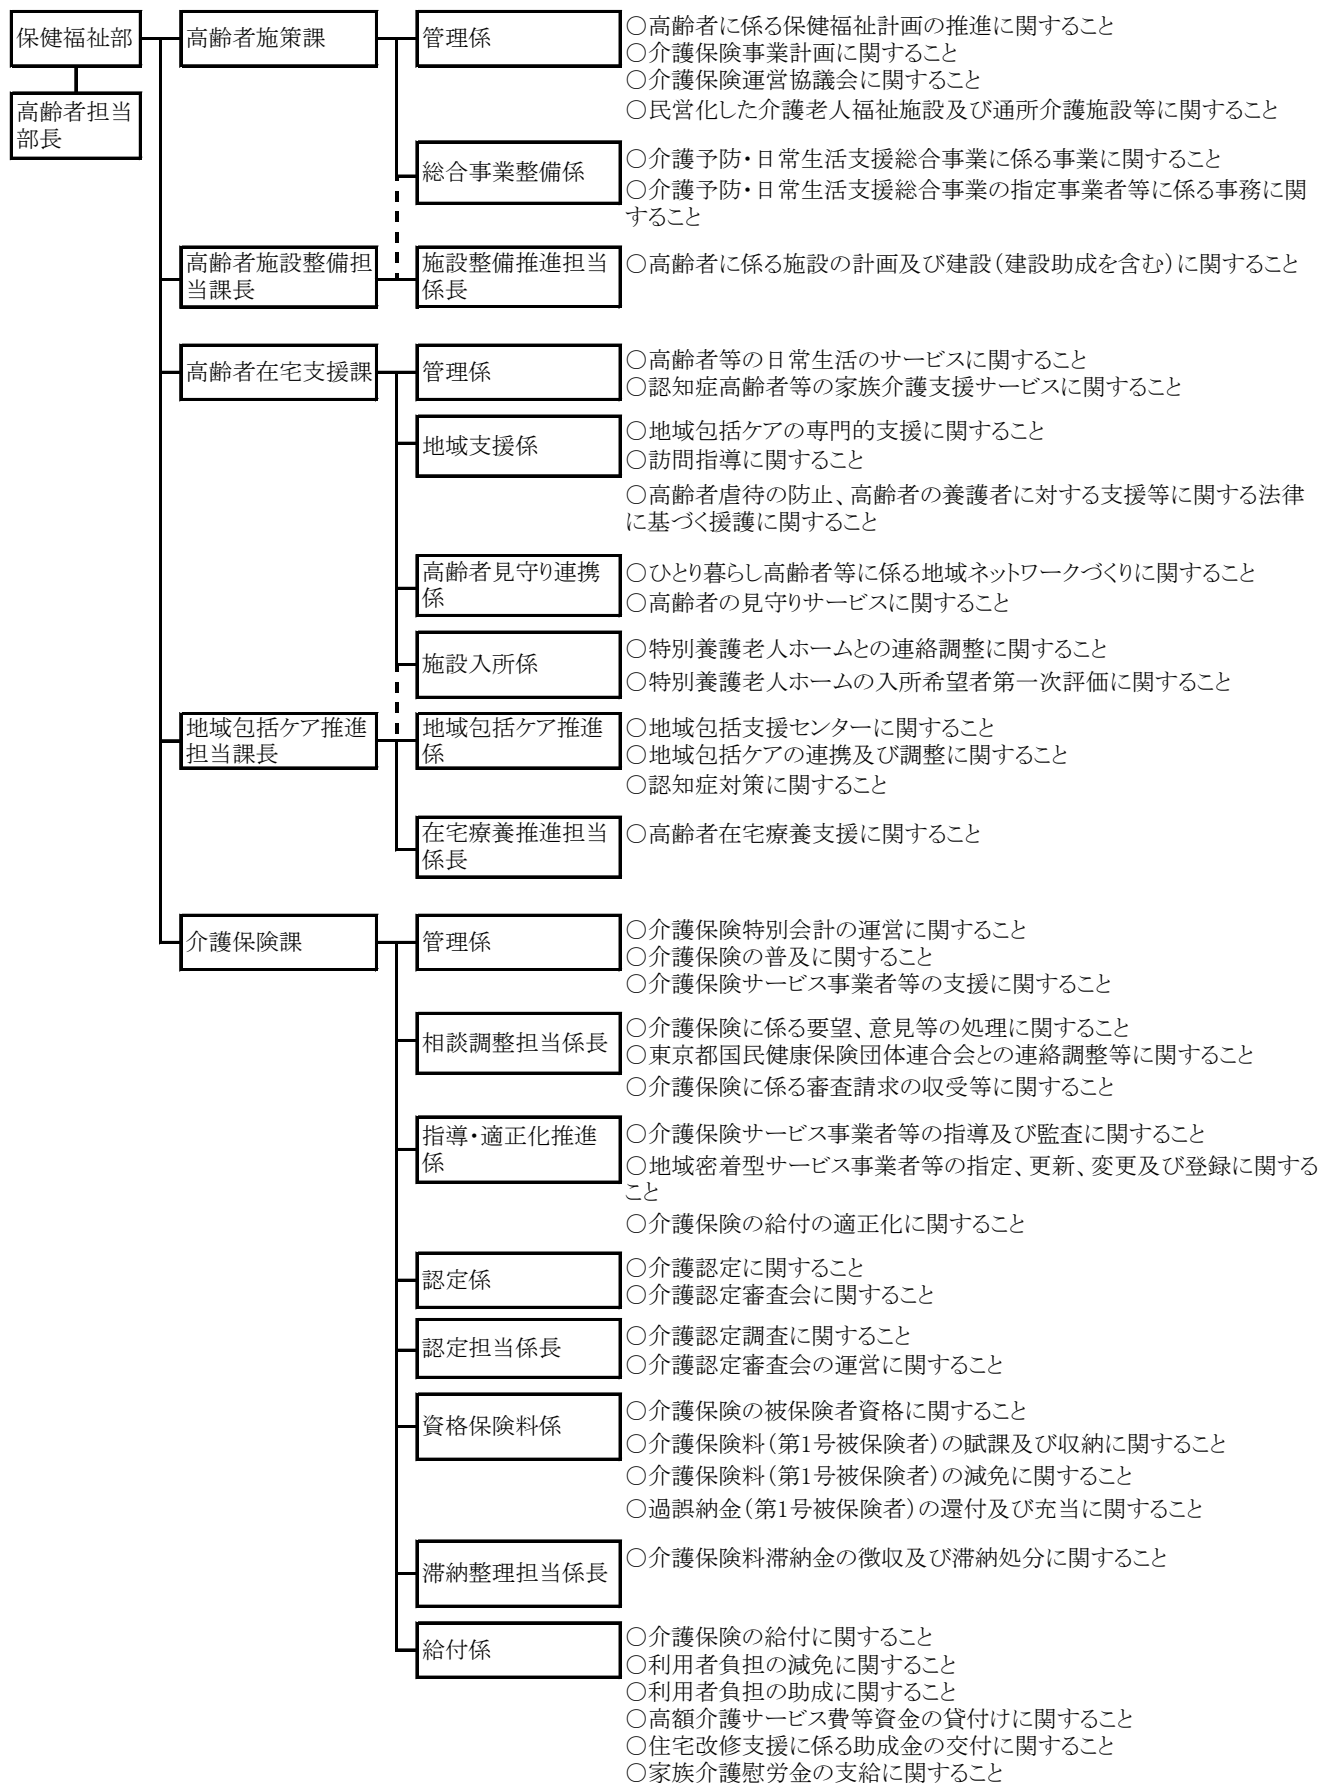 保健福祉部
高齢者担当
部長
高齢者施策課
管理係
○高齢者に係る保健福祉計画の推進に関すること
○介護保険事業計画に関すること
○介護保険運営協議会に関すること
○民営化した介護老人福祉施設及び通所介護施設等に関すること
総合事業整備係
○介護予防・日常生活支援総合事業に係る事業に関すること
○介護予防・日常生活支援総合事業の指定事業者等に係る事務に関
すること
高齢者施設整備担
当課長
施設整備推進担当
係長
○高齢者に係る施設の計画及び建設(建設助成を含む)に関すること
高齢者在宅支援課
管理係
○高齢者等の日常生活のサービスに関すること
○認知症高齢者等の家族介護支援サービスに関すること
地域支援係
○地域包括ケアの専門的支援に関すること
○訪問指導に関すること
○高齢者虐待の防止、高齢者の養護者に対する支援等に関する法律
に基づく援護に関すること
高齢者見守り連携
係
○ひとり暮らし高齢者等に係る地域ネットワークづくりに関すること
○高齢者の見守りサービスに関すること
施設入所係
○特別養護老人ホームとの連絡調整に関すること
○特別養護老人ホームの入所希望者第一次評価に関すること
地域包括ケア推進
担当課長
地域包括ケア推進
係
○地域包括支援センターに関すること
○地域包括ケアの連携及び調整に関すること
○認知症対策に関すること
在宅療養推進担当
係長
○高齢者在宅療養支援に関すること
介護保険課
管理係
○介護保険特別会計の運営に関すること
○介護保険の普及に関すること
○介護保険サービス事業者等の支援に関すること
相談調整担当係長
○介護保険に係る要望、意見等の処理に関すること
○東京都国民健康保険団体連合会との連絡調整等に関すること
○介護保険に係る審査請求の収受等に関すること
指導・適正化推進
係
○介護保険サービス事業者等の指導及び監査に関すること
○地域密着型サービス事業者等の指定、更新、変更及び登録に関する
こと
○介護保険の給付の適正化に関すること
認定係
○介護認定に関すること
○介護認定審査会に関すること
認定担当係長
○介護認定調査に関すること
○介護認定審査会の運営に関すること
資格保険料係
○介護保険の被保険者資格に関すること
○介護保険料(第1号被保険者)の賦課及び収納に関すること
○介護保険料(第1号被保険者)の減免に関すること
○過誤納金(第1号被保険者)の還付及び充当に関すること
滞納整理担当係長
○介護保険料滞納金の徴収及び滞納処分に関すること
給付係
○介護保険の給付に関すること
○利用者負担の減免に関すること
○利用者負担の助成に関すること
○高額介護サービス費等資金の貸付けに関すること
○住宅改修支援に係る助成金の交付に関すること
○家族介護慰労金の支給に関すること